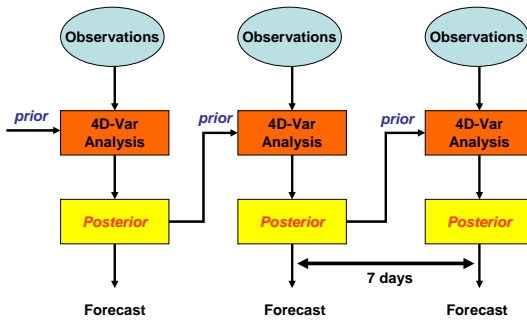 Observations Observations Observations
prior prior prior
4D-Var 4D-Var 4D-Var
Analysis Analysis Analysis
Posterior Posterior Posterior
7 days
Forecast Forecast Forecast